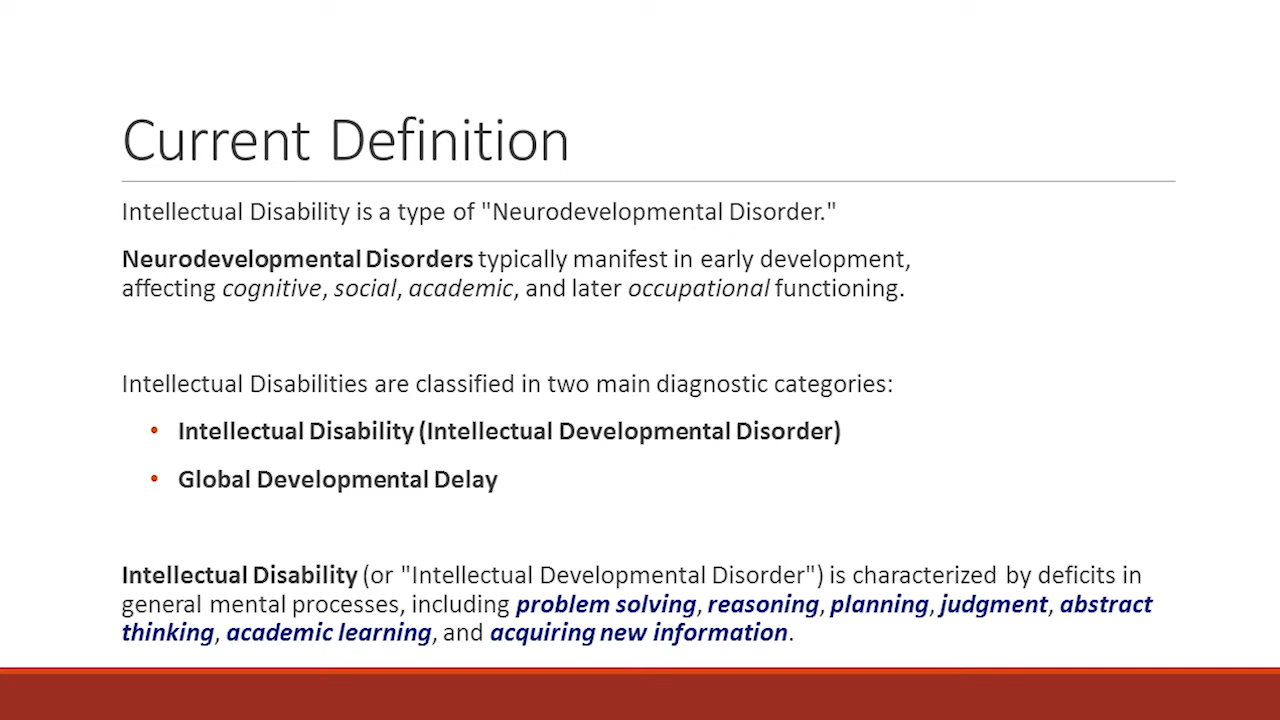 Current Definition
Intellectual Disability is a type of "Neurodevelopmental Disorder."
Neurodevelopmental Disorders typically manifest in early development,
affecting cognitive, social, academic, and later occupational functioning.
Intellectual Disabilities are classified in two main diagnostic categories:
• Intellectual Disability (Intellectual Developmental Disorder)
• Global Developmental Delay
Intellectual Disability (or "Intellectual Developmental Disorder") is characterized by deficits in
general mental processes, including problem solving, reasoning, planning, judgment, abstract
thinking, academic learning, and acquiring new information.